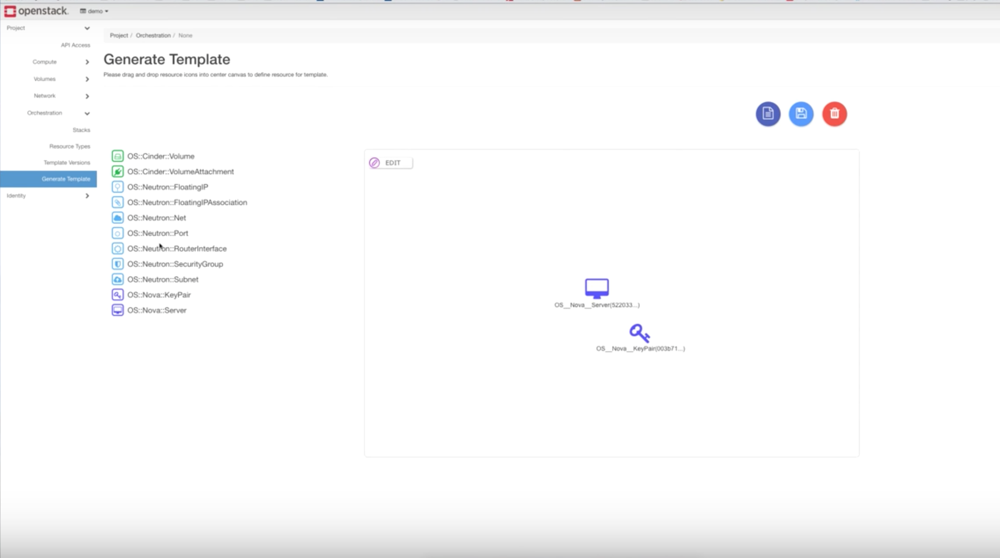 openstack. demo
Project
API Access
Compute
Volumes
Network
Orchestration
Stacks
Resource Types
Template Versions
Generate Template
Identity
Project / Orchestration / None
Generate Template
Please drag and drop resource icons into center canvas to define resource for template.
OS::Cinder::Volume
OS::Cinder::VolumeAttachment
OS::Neutron::FloatingIP
OS::Neutron::FloatingIPAssociation
OS::Neutron::Net
OS::Neutron::Port
OS::Neutron::RouterInterface
OS::Neutron::SecurityGroup
OS::Neutron::Subnet
OS::Nova::KeyPair
OS::Nova::Server
EDIT
OS__Nova__Server(522033...)
OS__Nova__KeyPair(003b71...)